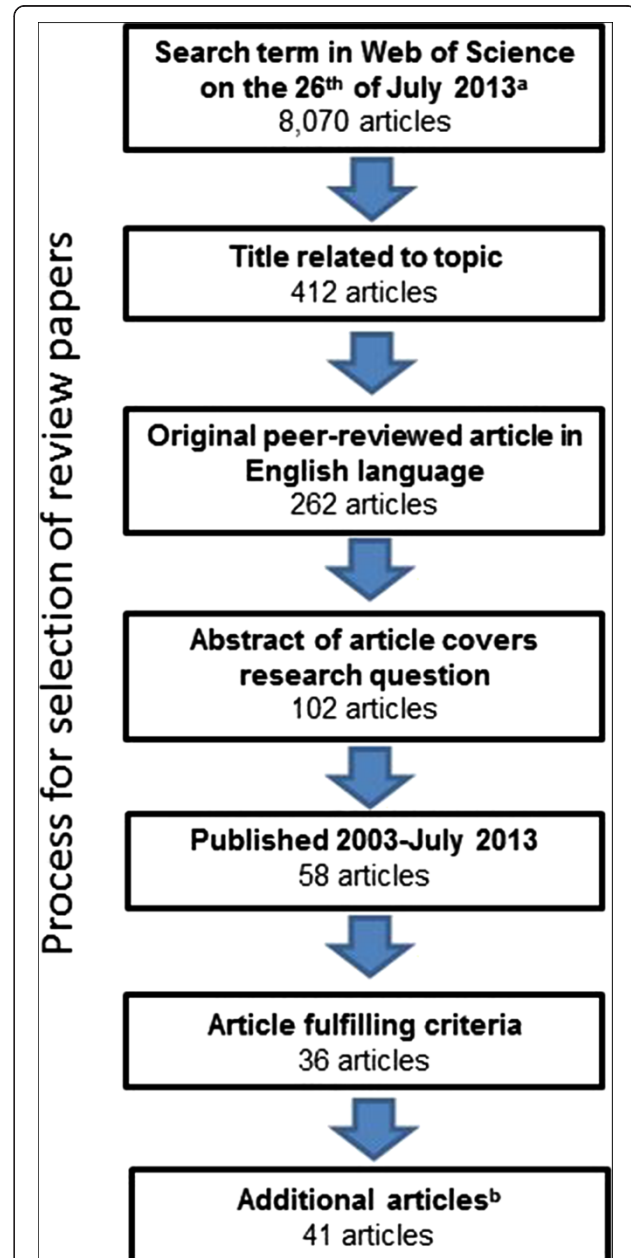 Process for selection of review papers
Search term in Web of Science
on the 26th of July 2013a
8,070 articles
Title related to topic
412 articles
Original peer-reviewed article in
English language
262 articles
Abstract of article covers
research question
102 articles
Published 2003-July 2013
58 articles
Article fulfilling criteria
36 articles
Additional articlesb
41 articles